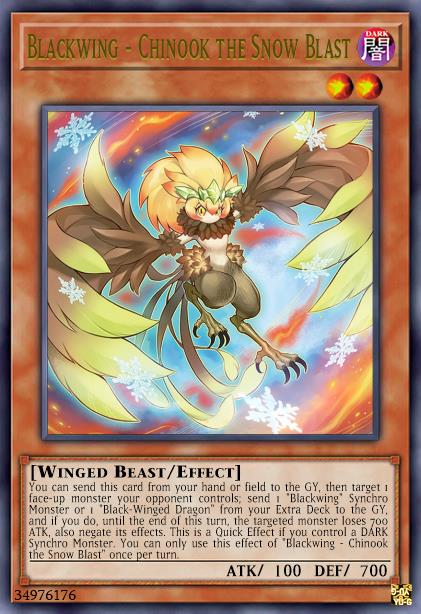 Blackwing - Chinook the Snow Blast
DARK
闇
[Winged Beast/Effect]
You can send this card from your hand or field to the GY, then target 1
face-up monster your opponent controls; send 1 "Blackwing" Synchro
Monster or 1 "Black-Winged Dragon" from your Extra Deck to the GY,
and if you do, until the end of this turn, the targeted monster loses 700
ATK, also negate its effects. This is a Quick Effect if you control a DARK
Synchro Monster. You can only use this effect of "Blackwing - Chinook
the Snow Blast" once per turn.
ATK/ 100 DEF/ 700
34976176